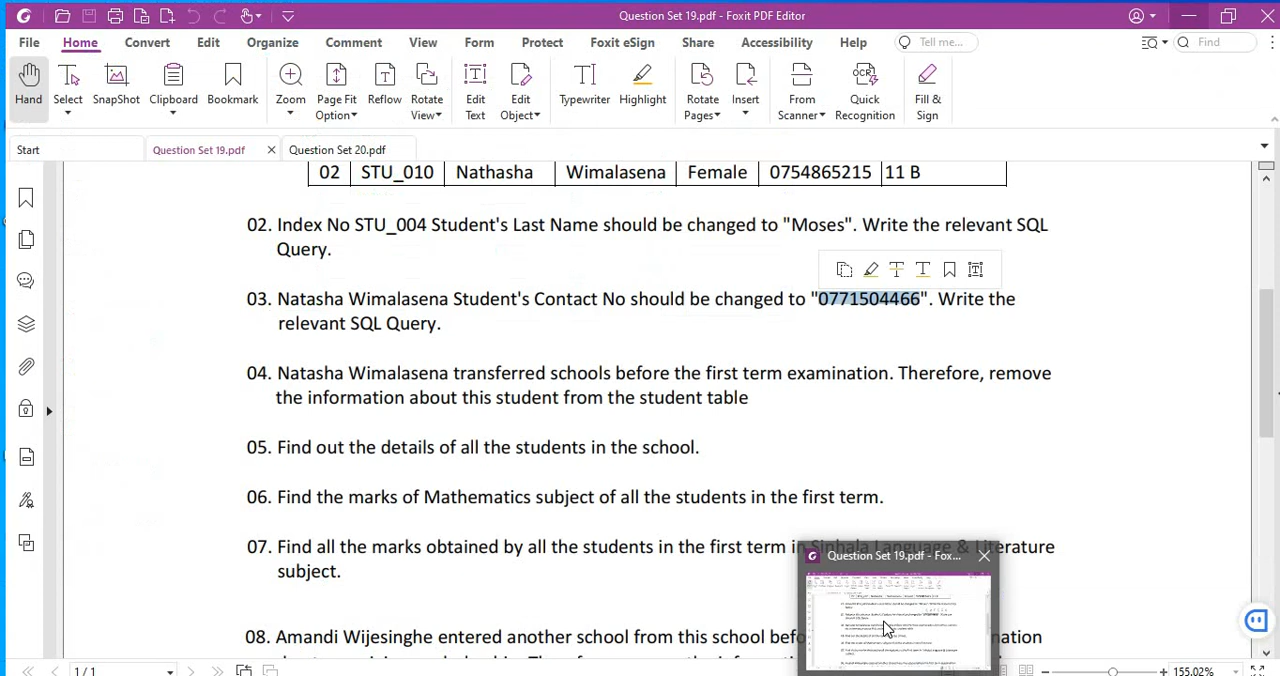 Question Set 19.pdf - Foxit PDF Editor
File Home Convert Edit Organize Comment View Form Protect Foxit eSign Share Accessibility Help Tell me... Find
Hand Select SnapShot Clipboard Bookmark Zoom Page Fit Option Reflow Rotate View Edit Text Edit Object Typewriter Highlight Rotate Pages Insert From Scanner OCR Quick Recognition Fill & Sign
Start Question Set 19.pdf Question Set 20.pdf
02 STU_010 Nathasha Wimalasena Female 0754865215 11 B
02. Index No STU_004 Student's Last Name should be changed to "Moses". Write the relevant SQL
Query.
03. Natasha Wimalasena Student's Contact No should be changed to "0771504466". Write the
relevant SQL Query.
04. Natasha Wimalasena transferred schools before the first term examination. Therefore, remove
the information about this student from the student table
05. Find out the details of all the students in the school.
06. Find the marks of Mathematics subject of all the students in the first term.
07. Find all the marks obtained by all the students in the first term in Sinhala Language & Literature
subject.
Question Set 19.pdf - Fox...
08. Amandi Wijesinghe entered another school from this school
1 / 1 155.02%